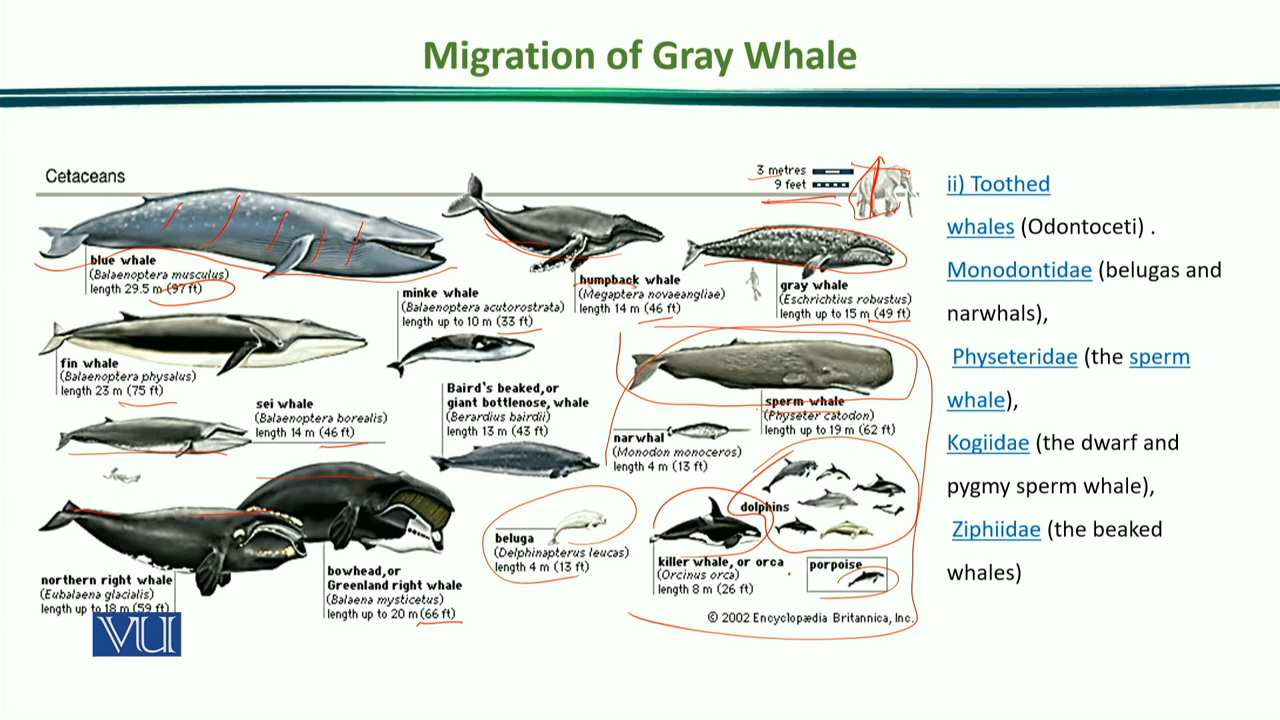 Migration of Gray Whale
Cetaceans
3 metres
9 feet
blue whale
(Balaenoptera musculus)
length 29.5 m (97 ft)
humpback whale
(Megaptera novaeangliae)
length 14 m (46 ft)
gray whale
(Eschrichtius robustus)
length up to 15 m (49 ft)
minke whale
(Balaenoptera acutorostrata)
length up to 10 m (33 ft)
fin whale
(Balaenoptera physalus)
length 23 m (75 ft)
sei whale
(Balaenoptera borealis)
length 14 m (46 ft)
Baird's beaked, or
giant bottlenose, whale
(Berardius bairdii)
length 13 m (43 ft)
sperm whale
(Physeter catodon)
length up to 19 m (62 ft)
narwhal
(Monodon monoceros)
length 4 m (13 ft)
dolphins
beluga
(Delphinapterus leucas)
length 4 m (13 ft)
killer whale, or orca
(Orcinus orca)
length 8 m (26 ft)
porpoise
northern right whale
(Eubalaena glacialis)
length up to 18 m (59 ft)
bowhead, or
Greenland right whale
(Balaena mysticetus)
length up to 20 m (66 ft)
© 2002 Encyclopædia Britannica, Inc.
VU
ii) Toothed
whales (Odontoceti) .
Monodontidae (belugas and
narwhals),
Physeteridae (the sperm
whale),
Kogiidae (the dwarf and
pygmy sperm whale),
Ziphiidae (the beaked
whales)